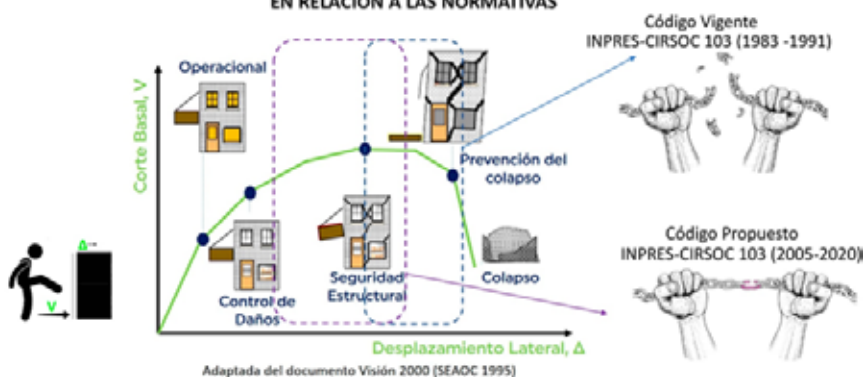 EN RELACIÓN A LAS NORMATIVAS
Código Vigente
INPRES-CIRSOC 103 (1983 -1991)
Operacional
Corte Basal, V
Prevención del
colapso
Código Propuesto
INPRES-CIRSOC 103 (2005-2020)
Δ→
V
Control de
Daños
Seguridad
Estructural
Colapso
Desplazamiento Lateral, Δ
Adaptada del documento Visión 2000 (SEAOC 1995)